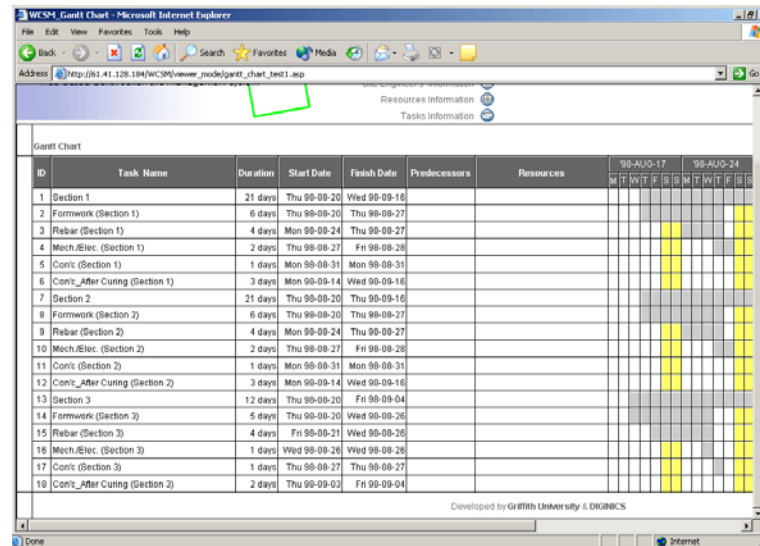 WCSM_Gantt Chart - Microsoft Internet Explorer
File Edit View Favorites Tools Help
Back Search Favorites Media
Address http://61.41.128.184/WCSM/viewer_mode/gantt_chart_test1.asp Go
Resources Information
Tasks Information
Gantt Chart
ID Task Name Duration Start Date Finish Date Predecessors Resources '98-AUG-17 '98-AUG-24
M T W T F S S M T W T F S S
1 Section 1 21 days Thu 98-08-20 Wed 98-09-16
2 Formwork (Section 1) 6 days Thu 98-08-20 Thu 98-08-27
3 Rebar (Section 1) 4 days Mon 98-08-24 Thu 98-08-27
4 Mech./Elec. (Section 1) 2 days Thu 98-08-27 Fri 98-08-28
5 Con'c (Section 1) 1 days Mon 98-08-31 Mon 98-08-31
6 Con'c_After Curing (Section 1) 3 days Mon 98-09-14 Wed 98-09-16
7 Section 2 21 days Thu 98-08-20 Thu 98-09-16
8 Formwork (Section 2) 6 days Thu 98-08-20 Thu 98-08-27
9 Rebar (Section 2) 4 days Mon 98-08-24 Thu 98-08-27
10 Mech./Elec. (Section 2) 2 days Thu 98-08-27 Fri 98-08-28
11 Con'c (Section 2) 1 days Mon 98-08-31 Mon 98-08-31
12 Con'c_After Curing (Section 2) 3 days Mon 98-09-14 Wed 98-09-16
13 Section 3 12 days Thu 98-08-20 Fri 98-09-04
14 Formwork (Section 3) 5 days Thu 98-08-20 Wed 98-08-26
15 Rebar (Section 3) 4 days Fri 98-08-21 Wed 98-08-26
16 Mech./Elec. (Section 3) 1 days Wed 98-08-26 Wed 98-08-26
17 Con'c (Section 3) 1 days Thu 98-08-27 Thu 98-08-27
18 Con'c_After Curing (Section 3) 2 days Thu 98-09-03 Fri 98-09-04
Developed by Griffith University & DIGINICS
Done Internet